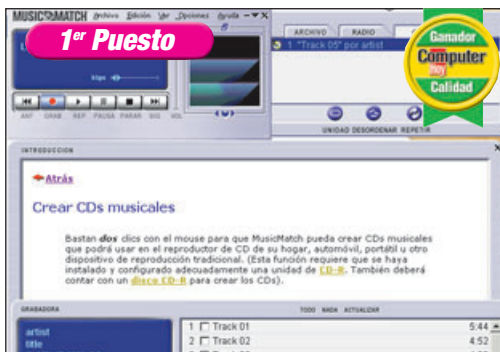 MUSICMATCH Archivo Edición Ver Opciones Ayuda
1er Puesto
ARCHIVO RADIO
1 "Track 05" por artist
Ganador
Computer
hoy
Calidad
kbps
ANT GRAB REP PAUSA PARAR SIG VOL
UNIDAD DESORDENAR REPETIR
INTRODUCCION
Atrás
Crear CDs musicales
Bastan dos clics con el mouse para que MusicMatch pueda crear CDs musicales
que podrá usar en el reproductor de CD de su hogar, automóvil, portátil u otro
dispositivo de reproducción tradicional. (Esta función requiere que se haya
instalado y configurado adecuadamente una unidad de CD-R. También deberá
contar con un disco CD-R para crear los CDs).
GRABADORA TODO NADA ACTUALIZAR
artist
title
1 Track 01 5:44
2 Track 02 4:52